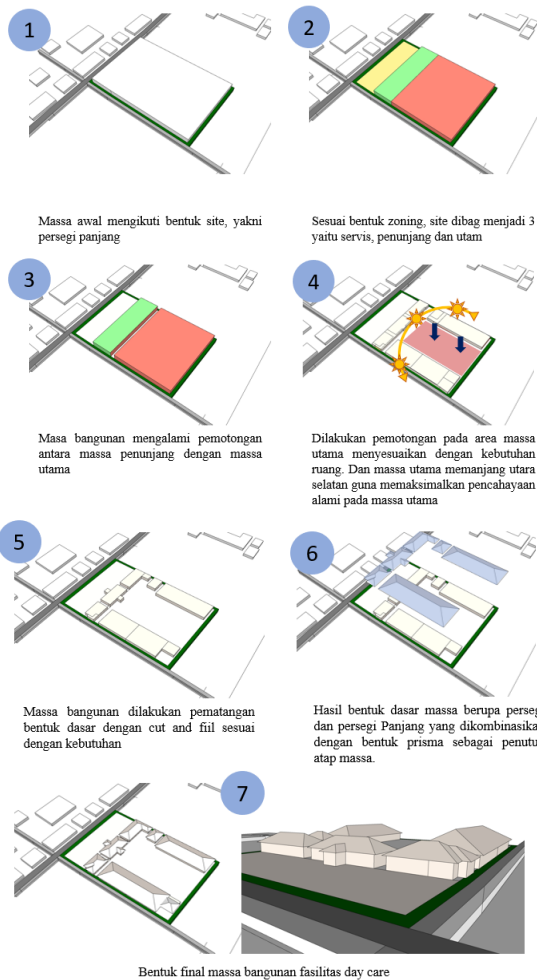 1
2
Massa awal mengikuti bentuk site, yakni
persegi panjang
Sesuai bentuk zoning, site dibag menjadi 3
yaitu servis, penunjang dan utam
3
4
Masa bangunan mengalami pemotongan
antara massa penunjang dengan massa
utama
Dilakukan pemotongan pada area massa
utama menyesuaikan dengan kebutuhan
ruang. Dan massa utama memanjang utara
selatan guna memaksimalkan pencahayaan
alami pada massa utama
5
6
Massa bangunan dilakukan pematangan
bentuk dasar dengan cut and fiil sesuai
dengan kebutuhan
Hasil bentuk dasar massa berupa perseg
dan persegi Panjang yang dikombinasika
dengan bentuk prisma sebagai penutu
atap massa.
7
Bentuk final massa bangunan fasilitas day care